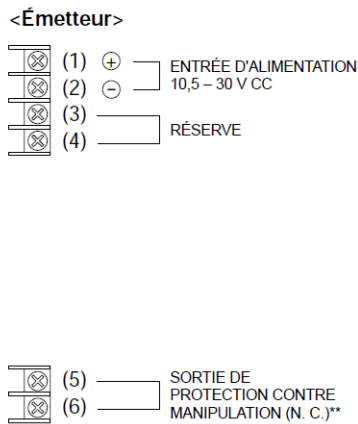 <Émetteur>
(1) + ENTRÉE D'ALIMENTATION
(2) − 10,5 – 30 V CC
(3)
RÉSERVE
(4)
(5) SORTIE DE
PROTECTION CONTRE
(6) MANIPULATION (N. C.)**